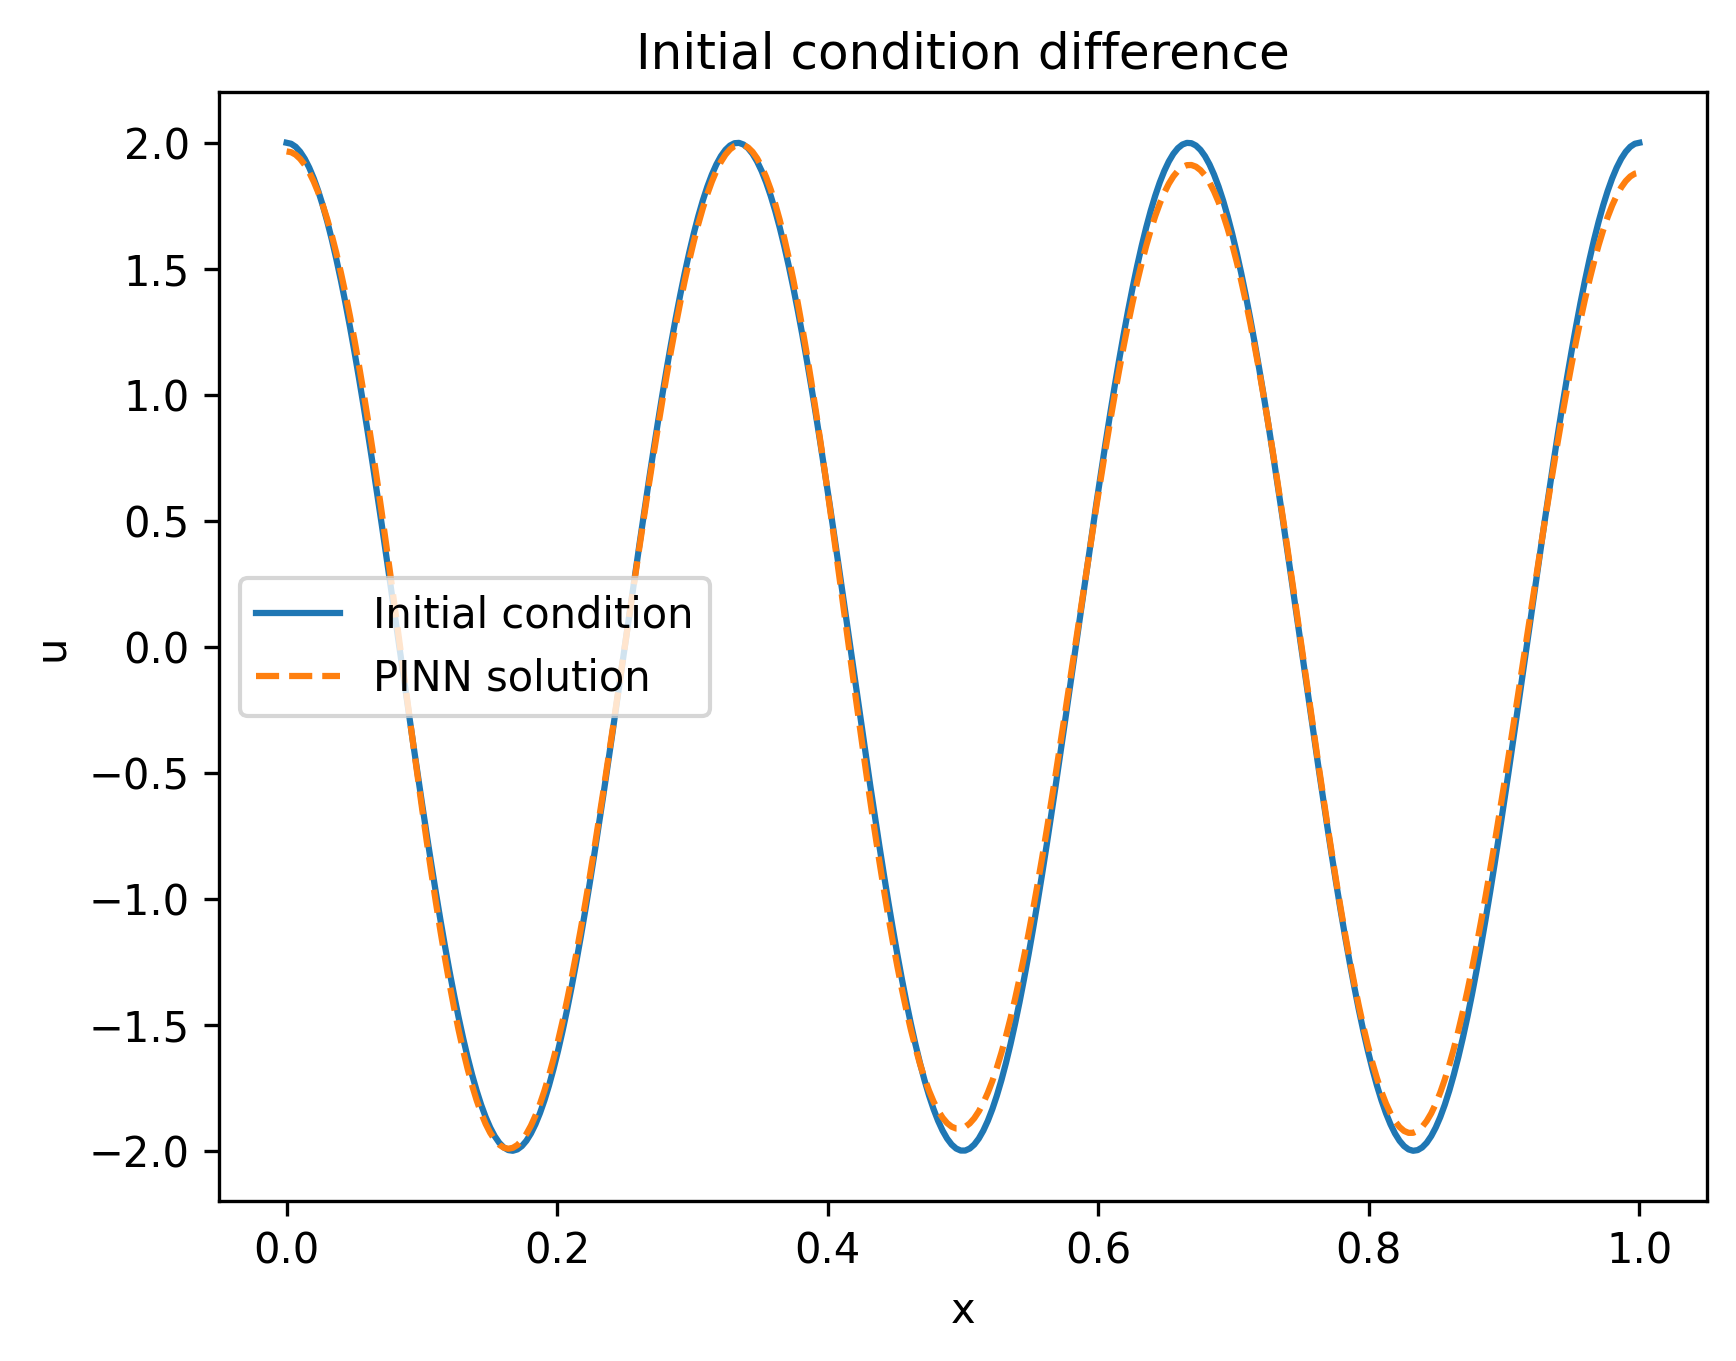 Initial condition difference
2.0
1.5
1.0
0.5
0.0
−0.5
−1.0
−1.5
−2.0
u
Initial condition
PINN solution
0.0 0.2 0.4 0.6 0.8 1.0
x